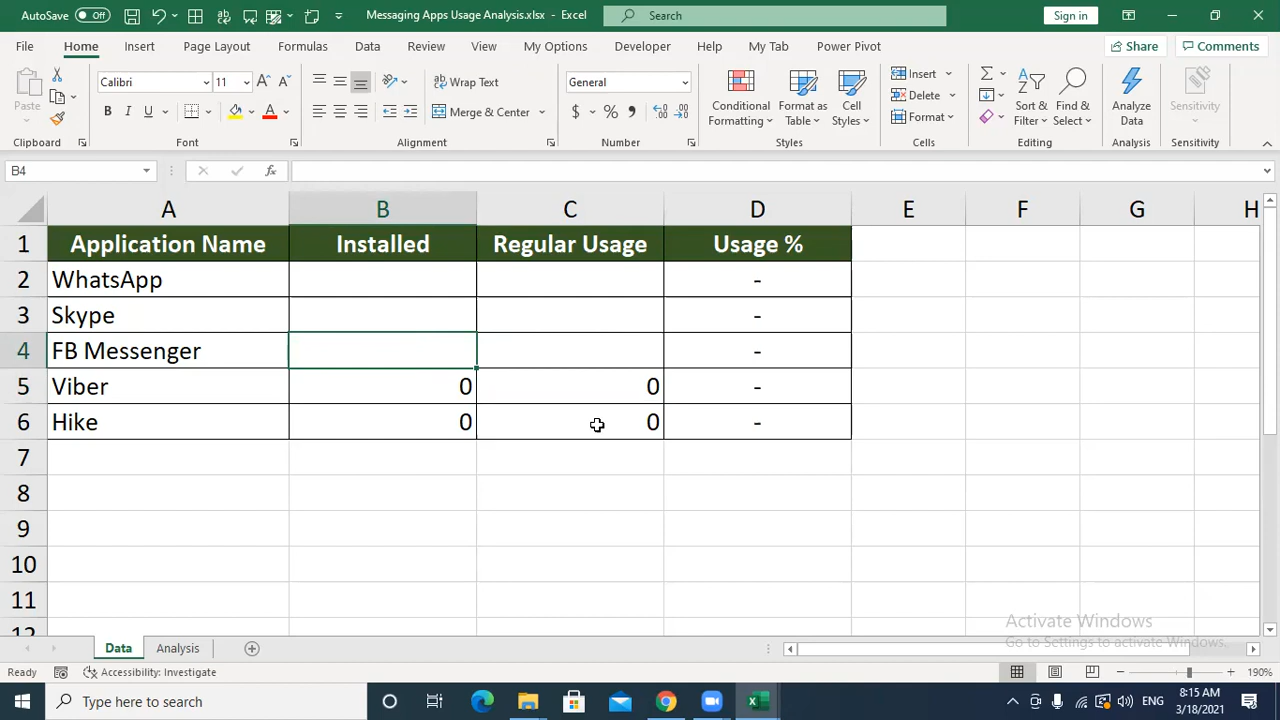 AutoSave Off Messaging Apps Usage Analysis.xlsx - Excel Search Sign in
File Home Insert Page Layout Formulas Data Review View My Options Developer Help My Tab Power Pivot Share Comments
Paste Calibri 11 Wrap Text General Conditional Formatting Format as Table Cell Styles Insert Sort & Filter Find & Select Analyze Data Sensitivity
B I U Merge & Center $ % , Delete
Format
Clipboard Font Alignment Number Styles Cells Editing Analysis Sensitivity
B4 fx
A B C D E F G H
1 Application Name Installed Regular Usage Usage %
2 WhatsApp -
3 Skype -
4 FB Messenger -
5 Viber 0 0 -
6 Hike 0 0 -
7
8
9
10
11
12
Activate Windows
Go to Settings to activate Windows.
Data Analysis
Ready Accessibility: Investigate 190%
Type here to search ENG 8:15 AM
3/18/2021